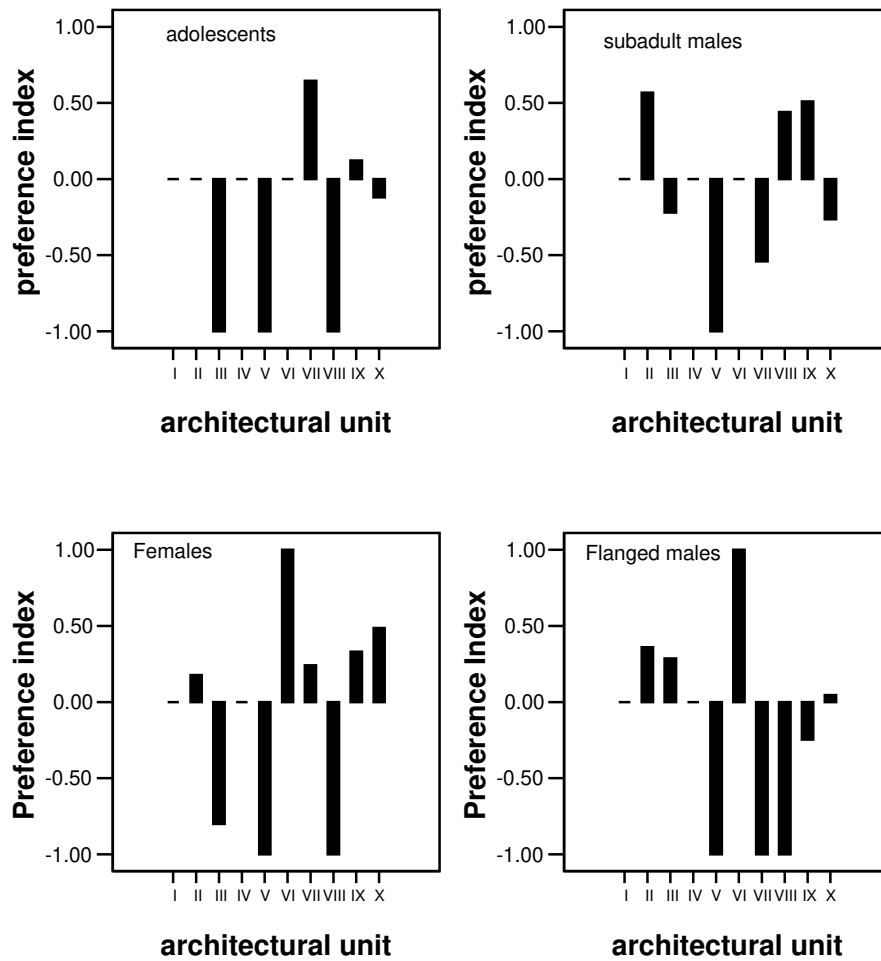 adolescents
1.00
0.50
0.00
-0.50
-1.00
preference index
I II III IV V VI VII VIII IX X
architectural unit
subadult males
1.00
0.50
0.00
-0.50
-1.00
preference index
I II III IV V VI VII VIII IX X
architectural unit
Females
1.00
0.50
0.00
-0.50
-1.00
Preference index
I II III IV V VI VII VIII IX X
architectural unit
Flanged males
1.00
0.50
0.00
-0.50
-1.00
Preference Index
I II III IV V VI VII VIII IX X
architectural unit